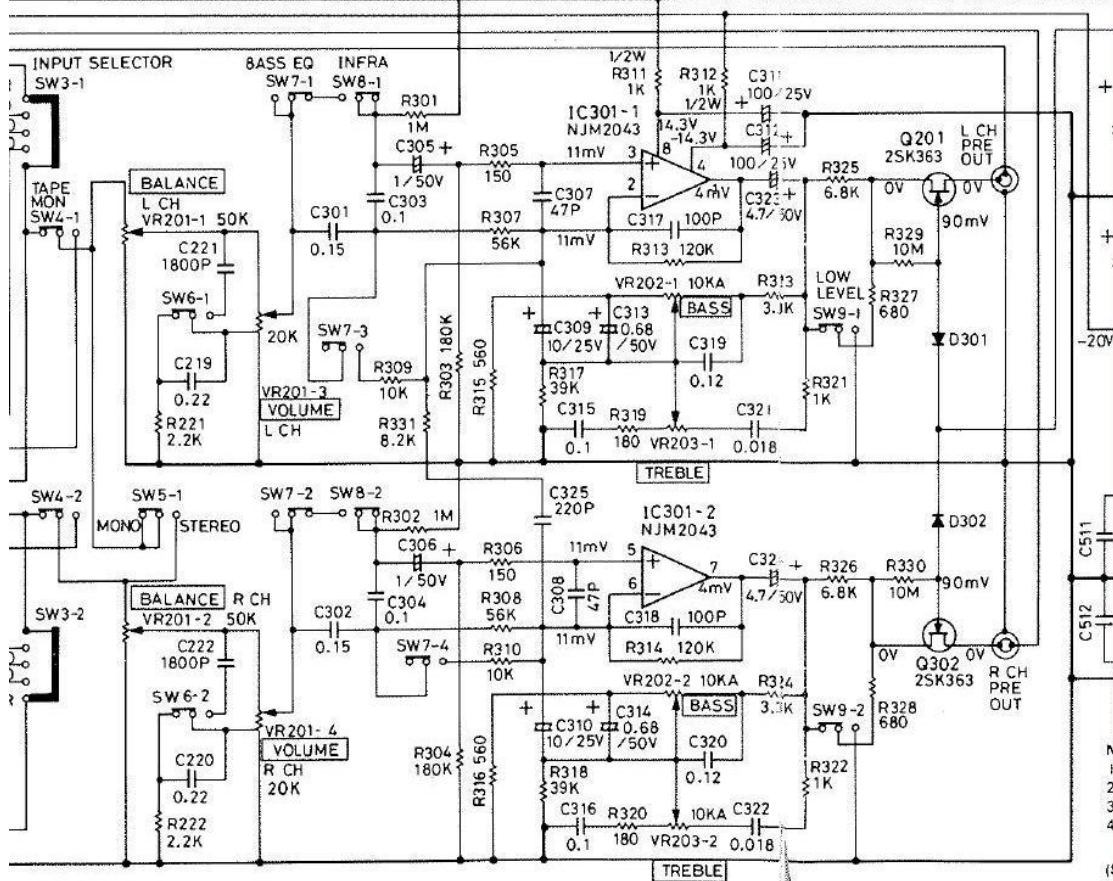 INPUT SELECTOR
SW3-1
BASS EQ
SW7-1
INFRA
SW8-1
R301
1M
C305 +
1/50V
C303
0.1
R305
150
R307
56K
11mV
C307
47P
11mV
1/2W
R311
1K
R312
1K
1/2W
C311
100/25V
+
IC301-1
NJM2043
14.3V
-14.3V
8
3
2
4
4mV
C312
+
100/25V
C323
+
4.7/50V
C317
100P
R313
120K
R325
6.8K
Q201
2SK363
0V
0V
L CH
PRE
OUT
90mV
R329
10M
R327
680
D301
-20V
+
+
TAPE
MON
SW4-1
BALANCE
L CH
VR201-1
50K
C221
1800P
SW6-1
C219
0.22
R221
2.2K
20K
VR201-3
VOLUME
L CH
C301
0.15
SW7-3
R309
10K
R331
8.2K
R303 180K
R315 560
+
C309
10/25V
+
C313
0.68
/50V
VR202-1 10KA
BASS
C319
0.12
R323
3.3K
LOW
LEVEL
SW9-1
R317
39K
C315
0.1
R319
180
VR203-1
C321
0.018
R321
1K
TREBLE
SW4-2
SW5-1
MONO
STEREO
SW7-2
SW8-2
R302
1M
C306
+
1/50V
C304
0.1
R306
150
R308
56K
R310
10K
C325
220P
11mV
C308
47P
11mV
IC301-2
NJM2043
5
6
7
4mV
C318
100P
R314
120K
+
4.7/50V
R326
6.8K
R330
10M
D302
90mV
C511
C512
SW3-2
BALANCE
R CH
VR201-2
50K
C222
1800P
SW6-2
C220
0.22
R222
2.2K
VR201-4
VOLUME
R CH
20K
C302
0.15
SW7-4
R304
180K
R316 560
+
C310
10/25V
+
C314
0.68
/50V
VR202-2 10KA
BASS
C320
0.12
R324
3.3K
SW9-2
R328
680
0V
0V
Q302
2SK363
R CH
PRE
OUT
R318
39K
C316
0.1
R320
180
10KA
VR203-2
C322
0.018
R322
1K
TREBLE
N
1
2
3
4